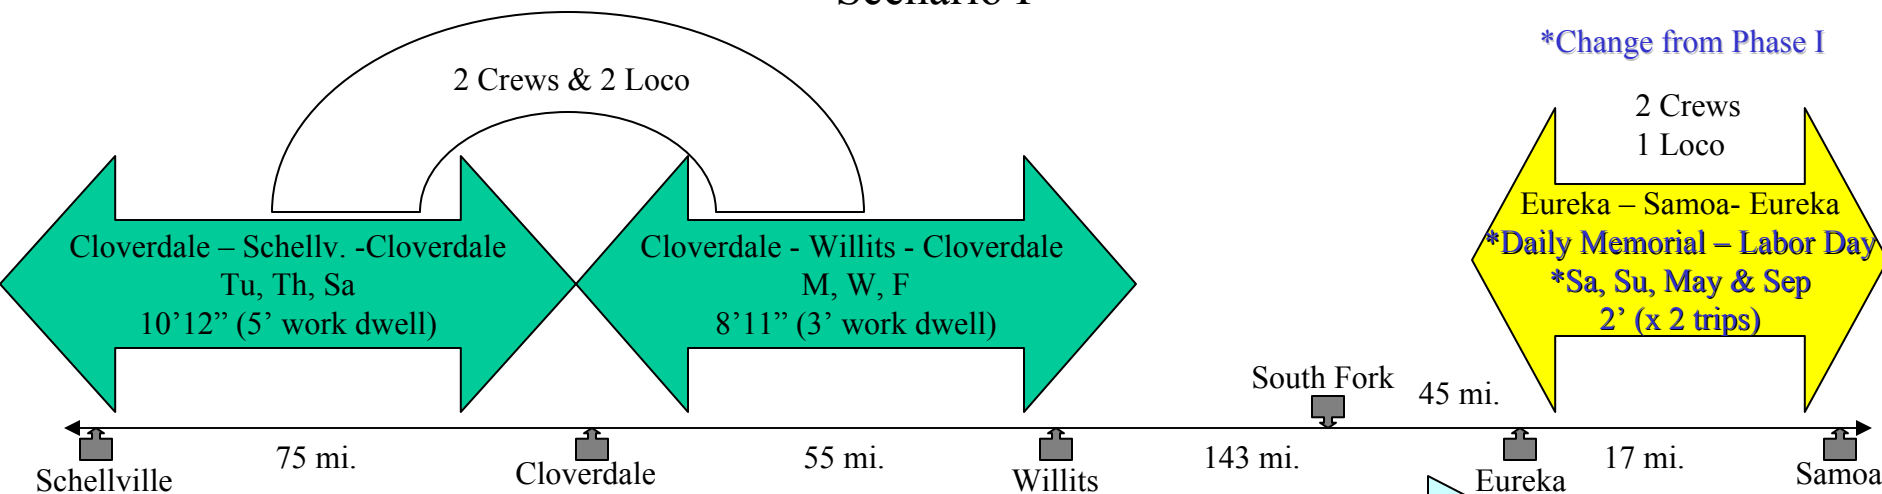 Scenario 1
*Change from Phase I
2 Crews & 2 Loco
2 Crews
1 Loco
Cloverdale – Schellv. -Cloverdale
Tu, Th, Sa
10’12” (5’ work dwell)
Cloverdale - Willits - Cloverdale
M, W, F
8’11” (3’ work dwell)
Eureka – Samoa- Eureka
*Daily Memorial – Labor Day
*Sa, Su, May & Sep
2’ (x 2 trips)
South Fork
45 mi.
75 mi.
55 mi.
143 mi.
17 mi.
Schellville
Cloverdale
Willits
Eureka
Samoa